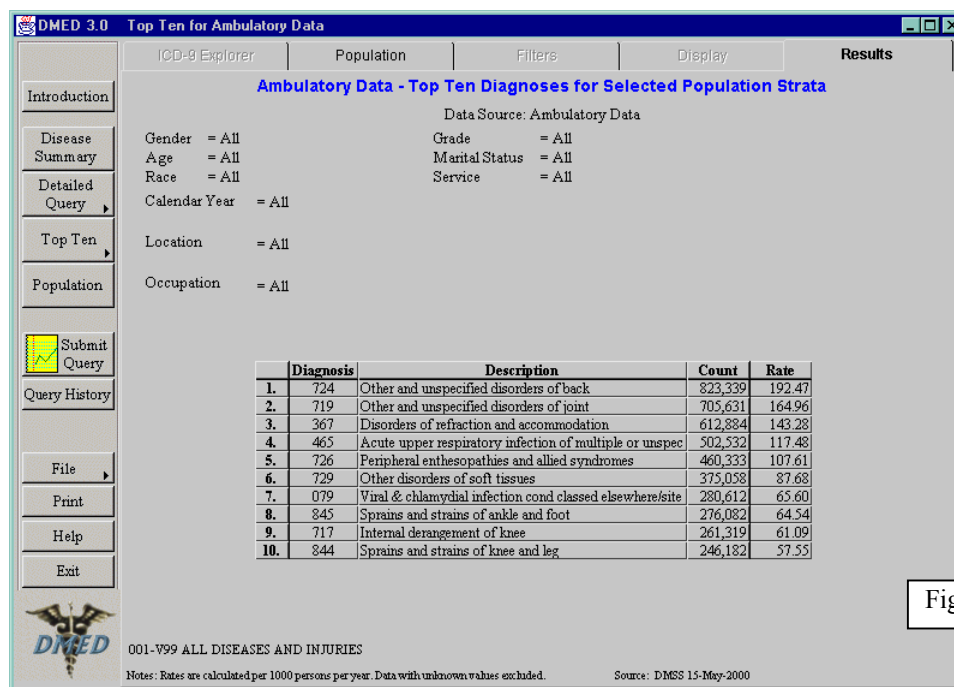 DMED 3.0 Top Ten for Ambulatory Data
ICD-9 Explorer Population Filters Display Results
Introduction
Disease Summary
Detailed Query
Top Ten
Population
Submit Query
Query History
File
Print
Help
Exit
DMED
Ambulatory Data - Top Ten Diagnoses for Selected Population Strata
Data Source: Ambulatory Data
Gender = All Grade = All
Age = All Marital Status = All
Race = All Service = All
Calendar Year = All
Location = All
Occupation = All
Diagnosis Description Count Rate
1. 724 Other and unspecified disorders of back 823,339 192.47
2. 719 Other and unspecified disorders of joint 705,631 164.96
3. 367 Disorders of refraction and accommodation 612,884 143.28
4. 465 Acute upper respiratory infection of multiple or unspec 502,532 117.48
5. 726 Peripheral enthesopathies and allied syndromes 460,333 107.61
6. 729 Other disorders of soft tissues 375,058 87.68
7. 079 Viral & chlamydial infection cond classed elsewhere/site 280,612 65.60
8. 845 Sprains and strains of ankle and foot 276,082 64.54
9. 717 Internal derangement of knee 261,319 61.09
10. 844 Sprains and strains of knee and leg 246,182 57.55
Fig
001-V99 ALL DISEASES AND INJURIES
Notes: Rates are calculated per 1000 persons per year. Data with unknown values excluded. Source: DMSS 15-May-2000